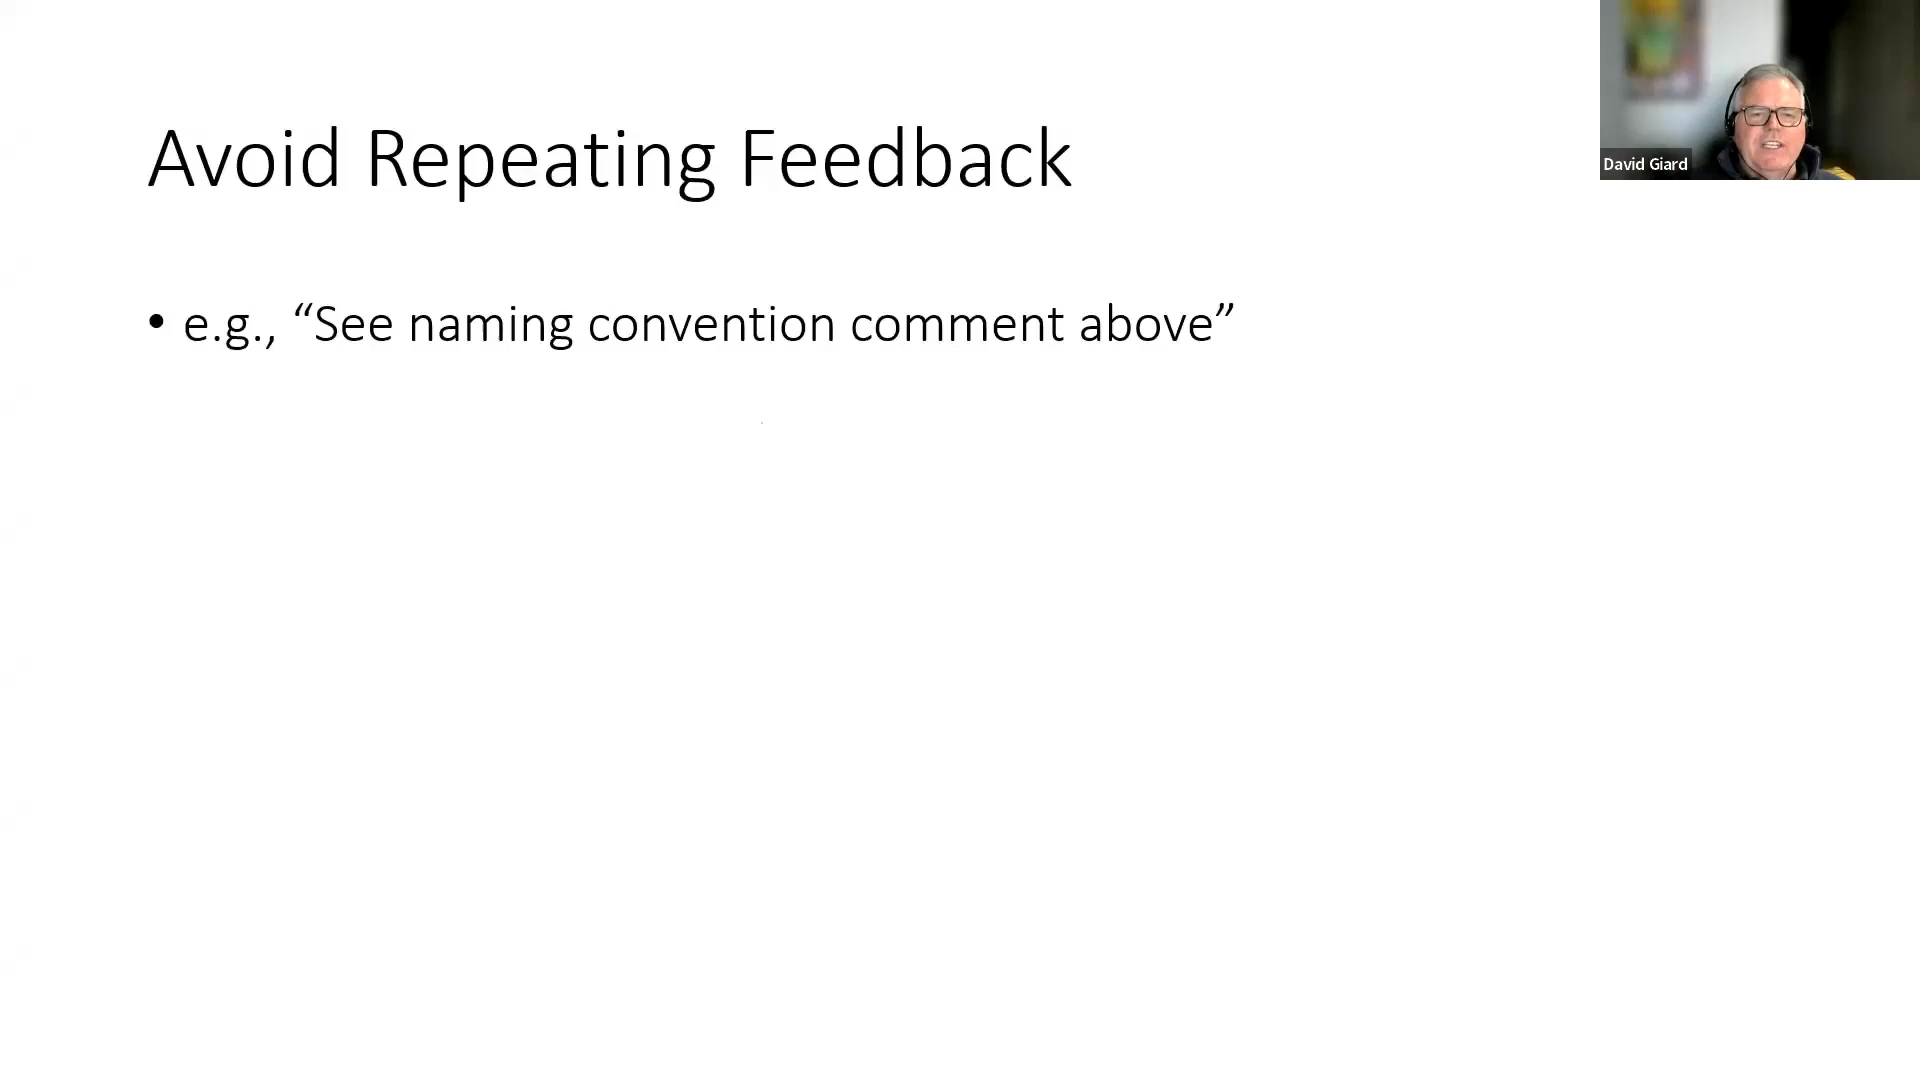 Avoid Repeating Feedback
• e.g., “See naming convention comment above”
David Giard